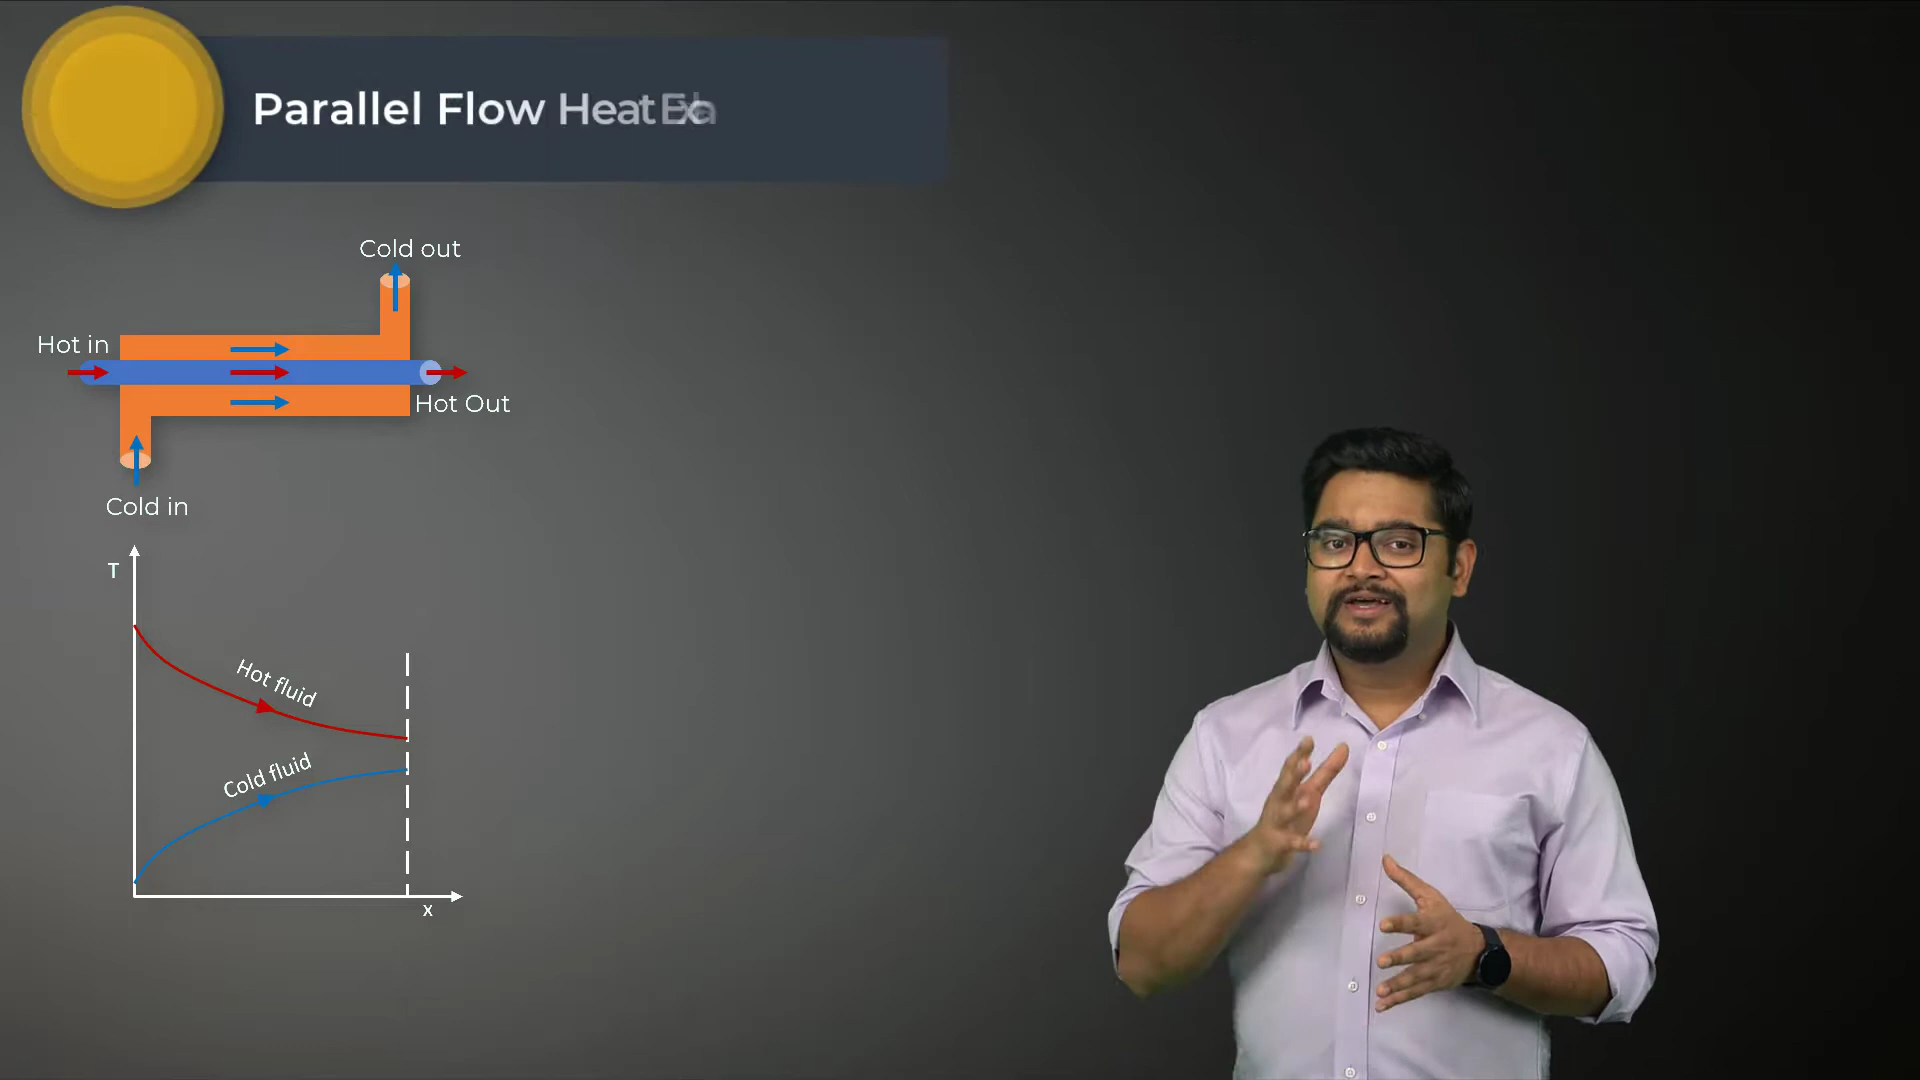 Parallel Flow Heat
Cold out
Hot in
Hot Out
Cold in
T
Hot fluid
Cold fluid
x